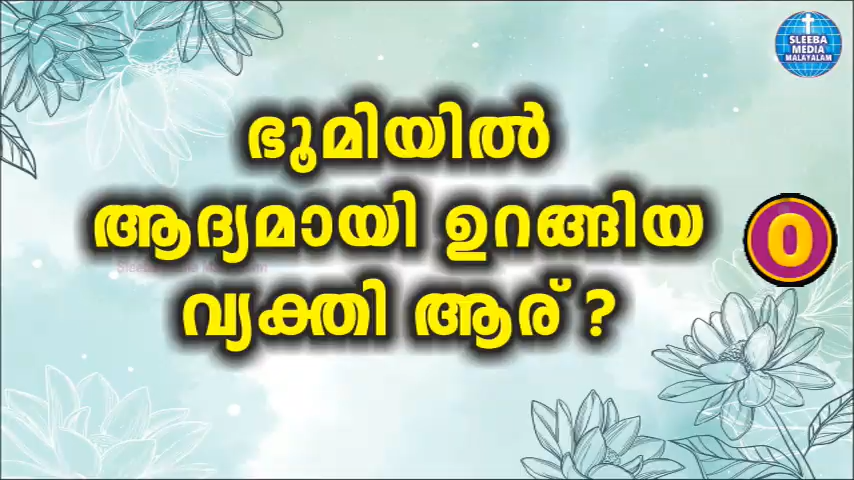 SLEEBA
MEDIA
MALAYALAM
ഭൂമിയിൽ
ആദ്യമായി ഉറങ്ങിയ
0
വ്യക്തി ആര് ?